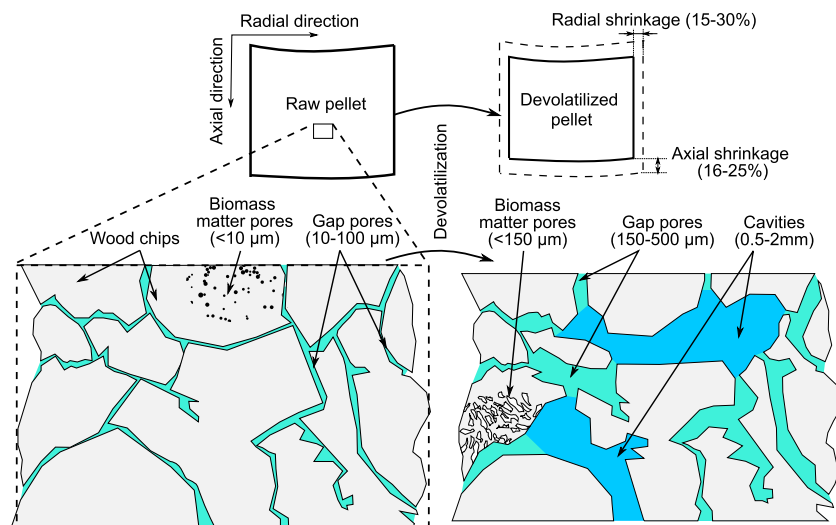 Radial direction
Axial direction
Raw pellet
Radial shrinkage (15-30%)
Devolatilized
pellet
Axial shrinkage
(16-25%)
Devolatilization
Wood chips
Biomass
matter pores
(<10 μm)
Gap pores
(10-100 μm)
Biomass
matter pores
(<150 μm)
Gap pores
(150-500 μm)
Cavities
(0.5-2mm)